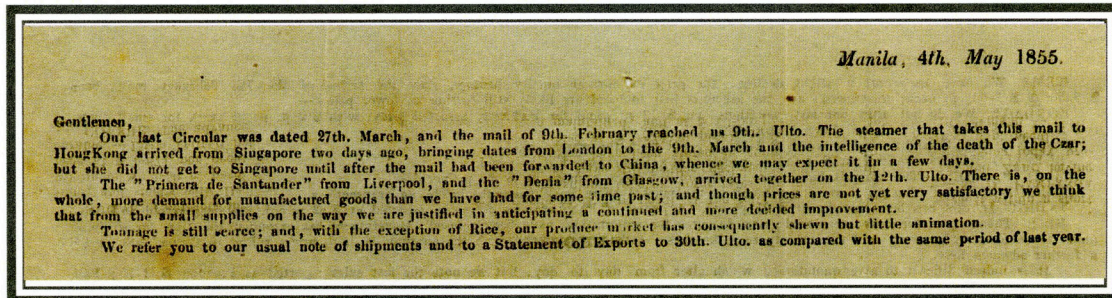 Manila, 4th, May 1855.
Gentlemen,
Our last Circular was dated 27th. March, and the mail of 9th. February reached us 9th. Ulto. The steamer that takes this mail to
HongKong arrived from Singapore two days ago, bringing dates from London to the 9th. March and the intelligence of the death of the Czar;
but she did not get to Singapore until after the mail had been forwarded to China, whence we may expect it in a few days.
The "Primera de Santander" from Liverpool, and the "Denia" from Glasgow, arrived together on the 12th. Ulto. There is, on the
whole, more demand for manufactured goods than we have had for some time past; and though prices are not yet very satisfactory we think
that from the small supplies on the way we are justified in anticipating a continued and more decided improvement.
Tonnage is still scarce; and, with the exception of Rice, our produce market has consequently shewn but little animation.
We refer you to our usual note of shipments and to a Statement of Exports to 30th. Ulto. as compared with the same period of last year.